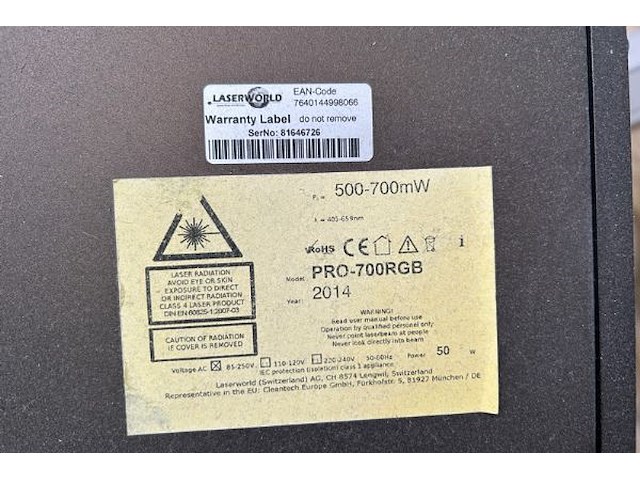 LASERWORLD
EAN-Code
7640144998066
Warranty Label do not remove
SerNo: 81646726
500-700mW
λ = 405-659nm
RoHS CE i
Model PRO-700RGB
Year: 2014
LASER RADIATION
AVOID EYE OR SKIN
EXPOSURE TO DIRECT
OR INDIRECT RADIATION
CLASS 4 LASER PRODUCT
DIN EN 60825-1:2007-03
CAUTION OF RADIATION
IF COVER IS REMOVED
WARNING!
Read user manual before use
Operation by qualified personal only
Never point laserbeam at people
Never look directly into beam
Voltage AC 85-250V 110-120V 220-240V 50-60Hz Power 50 W
IEC protection (isolation) class 1 appliance
Laserworld (Switzerland) AG, CH 8574 Lengwil, Switzerland
Representative in the EU: Cleantech Europe GmbH, Fürkhofstr. 5, 81927 München / DE